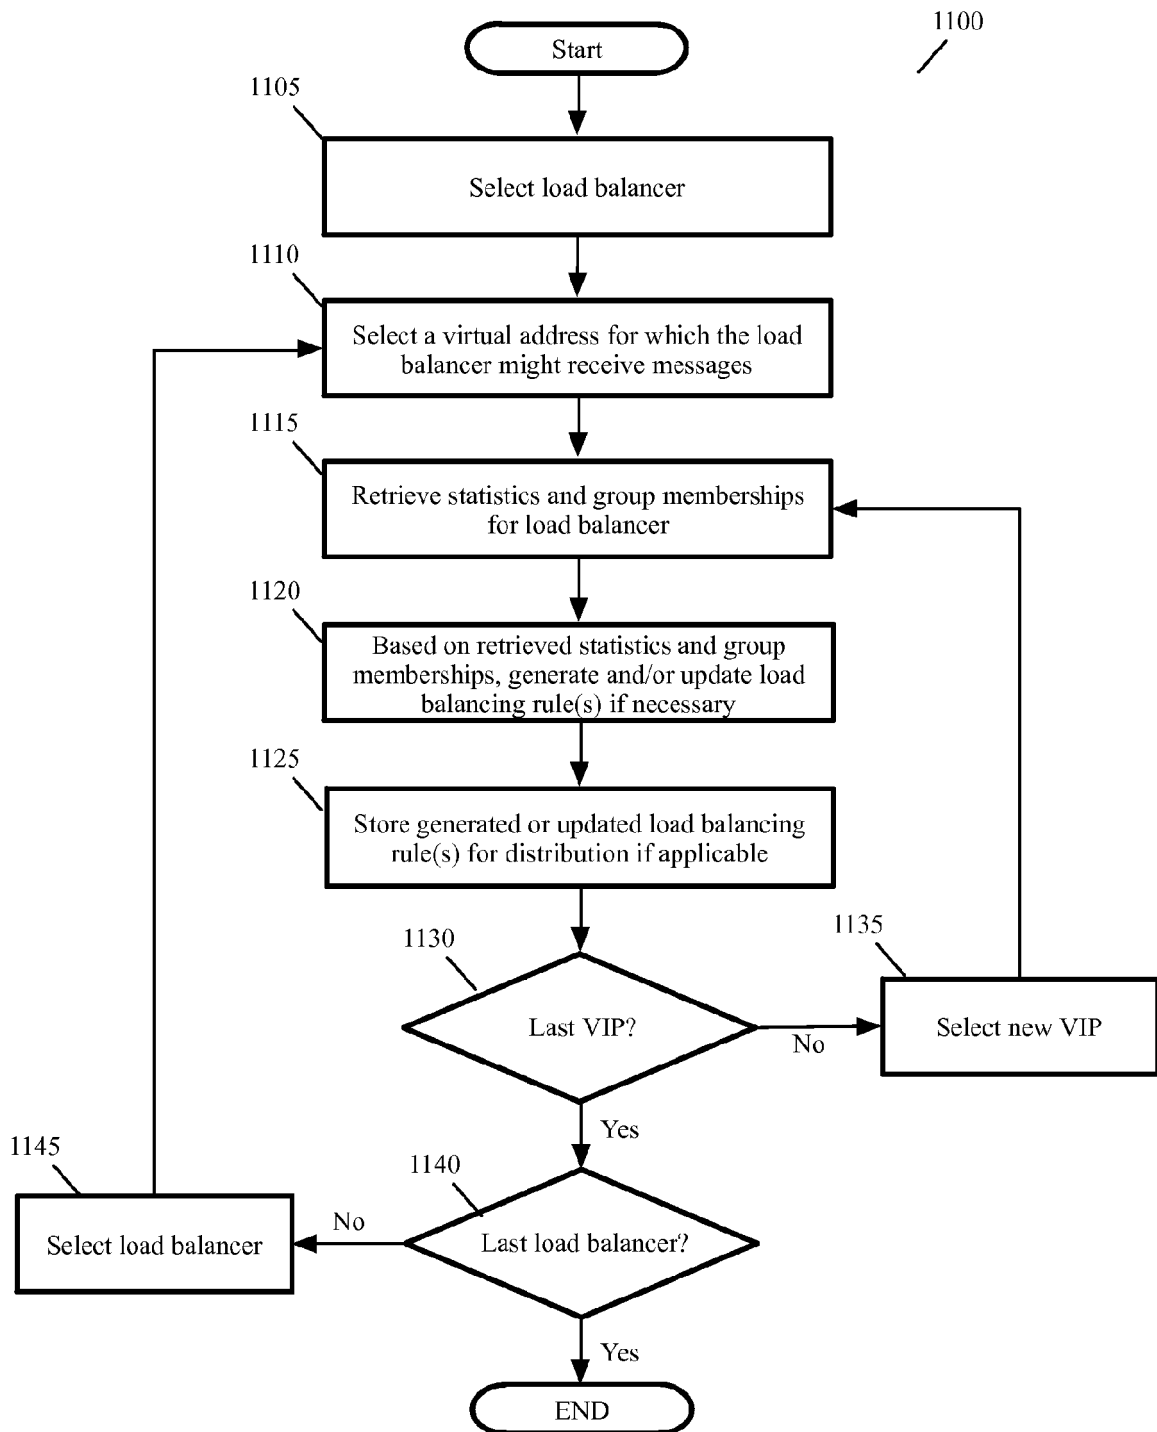 1100
Start
1105
Select load balancer
1110
Select a virtual address for which the load
balancer might receive messages
1115
Retrieve statistics and group memberships
for load balancer
1120
Based on retrieved statistics and group
memberships, generate and/or update load
balancing rule(s) if necessary
1125
Store generated or updated load balancing
rule(s) for distribution if applicable
1130
Last VIP?
No
1135
Select new VIP
Yes
1140
Last load balancer?
No
1145
Select load balancer
Yes
END